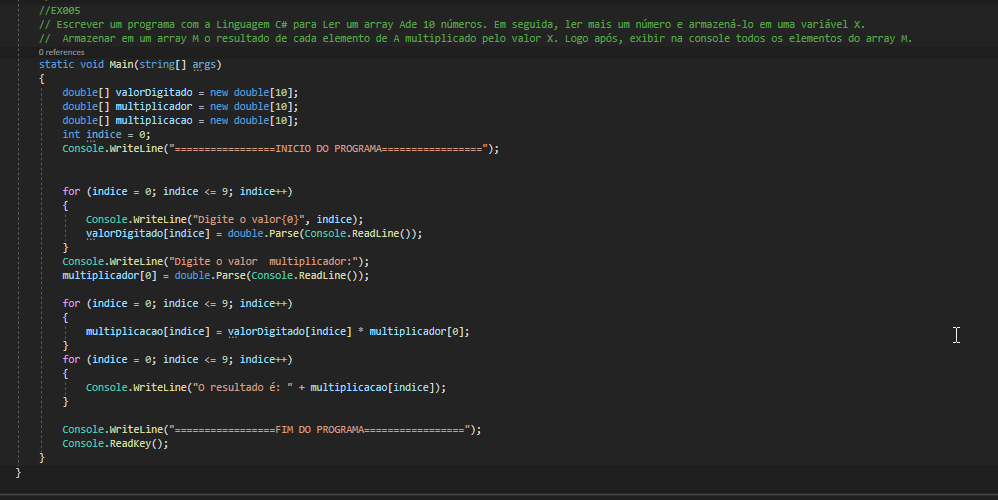 //EX005
// Escrever um programa com a Linguagem C# para Ler um array Ade 10 números. Em seguida, ler mais um número e armazená-lo em uma variável X.
//  Armazenar em um array M o resultado de cada elemento de A multiplicado pelo valor X. Logo após, exibir na console todos os elementos do array M.
0 references
static void Main(string[] args)
{
double[] valorDigitado = new double[10];
double[] multiplicador = new double[10];
double[] multiplicacao = new double[10];
int indice = 0;
Console.WriteLine("=================INICIO DO PROGRAMA=================");
for (indice = 0; indice <= 9; indice++)
{
Console.WriteLine("Digite o valor{0}", indice);
valorDigitado[indice] = double.Parse(Console.ReadLine());
}
Console.WriteLine("Digite o valor  multiplicador:");
multiplicador[0] = double.Parse(Console.ReadLine());
for (indice = 0; indice <= 9; indice++)
{
multiplicacao[indice] = valorDigitado[indice] * multiplicador[0];
}
for (indice = 0; indice <= 9; indice++)
{
Console.WriteLine("O resultado é: " + multiplicacao[indice]);
}
Console.WriteLine("=================FIM DO PROGRAMA=================");
Console.ReadKey();
}
}